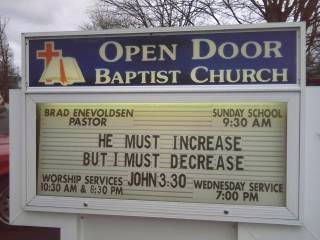 OPEN DOOR
BAPTIST CHURCH
BRAD ENEVOLDSEN
PASTOR
SUNDAY SCHOOL
9:30 AM
HE MUST INCREASE
BUT I MUST DECREASE
JOHN 3:30
WORSHIP SERVICES
10:30 AM & 6:30 PM
WEDNESDAY SERVICE
7:00 PM